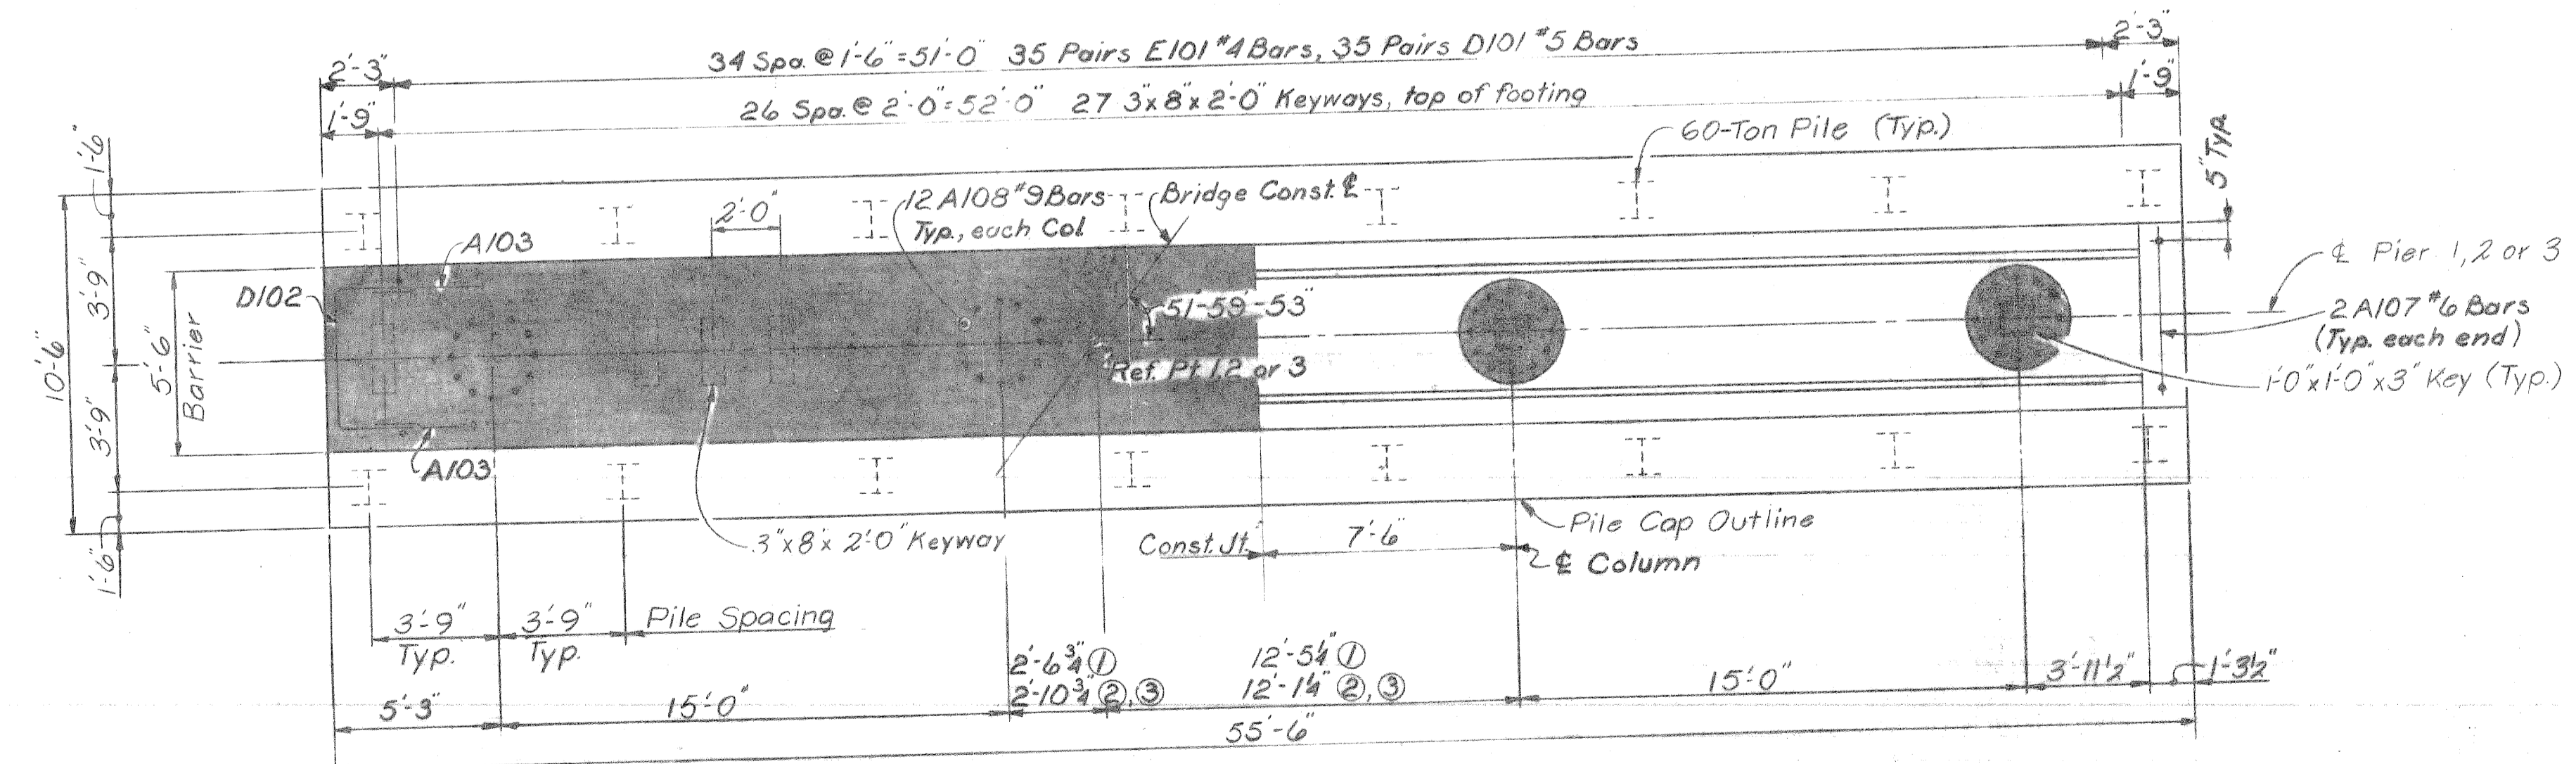 34 Spa. @ 1'-6" = 51'-0" 35 Pairs E101 #4 Bars, 35 Pairs D101 #5 Bars
2'-3"
2'-3"
26 Spa. @ 2'-0" = 52'-0" 27 3"x8"x2'-0" Keyways, top of footing
1'-9"
1'-9"
60-Ton Pile (Typ.)
5" Typ.
1'-6"
12 A108 #9 Bars
Typ., each Col.
Bridge Const. ℄
2'-0"
A103
D102
℄ Pier 1, 2 or 3
51°-59'-53"
2 A107 #6 Bars
(Typ. each end)
Ref. Pt 1, 2 or 3
1'-0"x1'-0"x3" Key (Typ.)
10'-6"
3'-9"
5'-6"
Barrier
3'-9"
A103
1'-6"
3"x8"x2'-0" Keyway
Const. Jt.
7'-6"
Pile Cap Outline
℄ Column
3'-9"
Typ.
3'-9"
Typ.
Pile Spacing
2'-6¾" ①
2'-10¾" ②, ③
12'-5¼" ①
12'-1¼" ②, ③
5'-3"
15'-0"
15'-0"
3'-11½"
1'-3½"
55'-6"